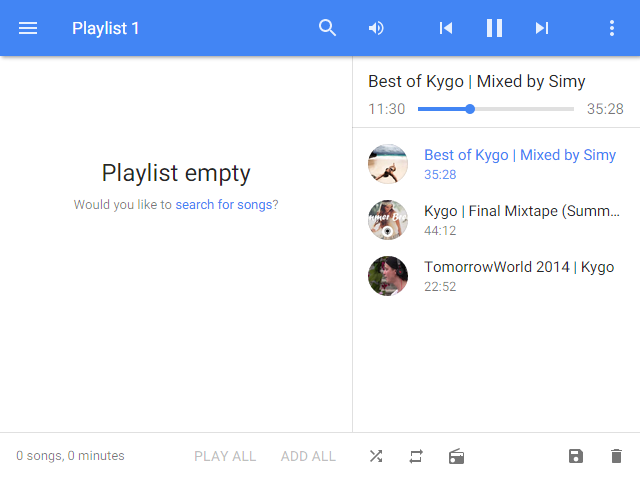 Playlist 1
Best of Kygo | Mixed by Simy
11:30
35:28
Playlist empty
Would you like to search for songs?
Best of Kygo | Mixed by Simy
35:28
Kygo | Final Mixtape (Summ...
44:12
TomorrowWorld 2014 | Kygo
22:52
0 songs, 0 minutes
PLAY ALL
ADD ALL